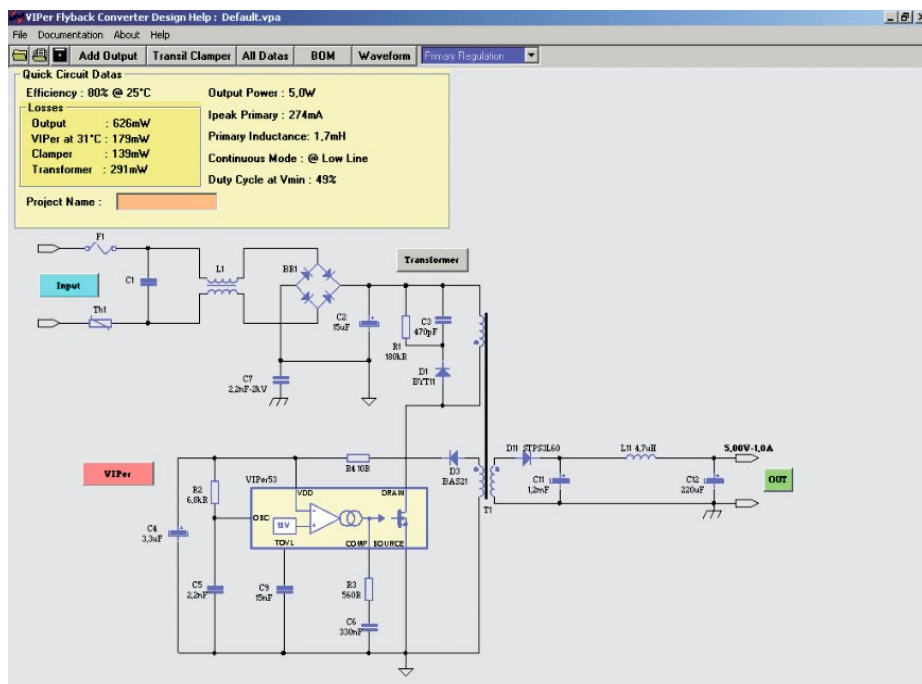 VIPer Flyback Converter Design Help : Default.vpa
File Documentation About Help
Add Output Transil Clamper All Datas BOM Waveform Primary Regulation
Quick Circuit Datas
Efficiency : 80% @ 25°C
Losses
Output : 626mW
VIPer at 31°C : 179mW
Clamper : 139mW
Transformer : 291mW
Output Power : 5,0W
Ipeak Primary : 274mA
Primary Inductance: 1,7mH
Continuous Mode : @ Low Line
Duty Cycle at Vmin : 49%
Project Name :
F1
Input
C1
L1
BR1
Th1
Transformer
C2
15uF
C3
470pF
R1
180kR
D1
BYT11
C7
2,2nF-2kV
VIPer
R4 10R
D3
BAS21
T1
D11 STPS3L60
C11
1,2mF
L11 4,7uH
5,00V-1,0A
C12
220uF
OUT
R2
6,8kR
VIPer53
VDD
DRAIN
OSC
15V
TOVL
COMP
SOURCE
C4
3,3uF
C5
2,2nF
C9
15nF
R3
560R
C6
330nF